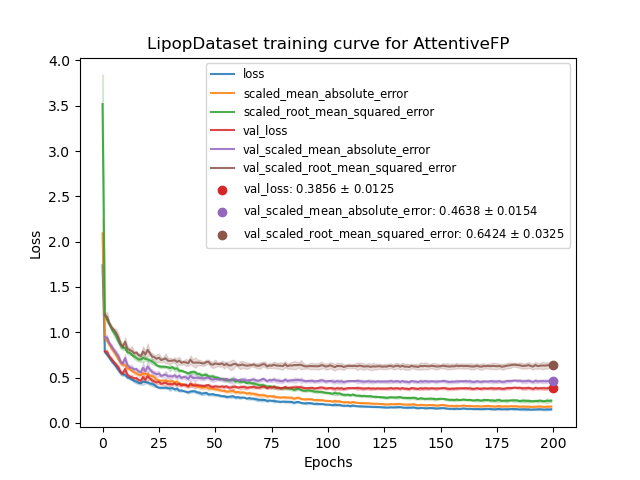 LipopDataset training curve for AttentiveFP
4.0
3.5
3.0
2.5
2.0
1.5
1.0
0.5
0.0
Loss
loss
scaled_mean_absolute_error
scaled_root_mean_squared_error
val_loss
val_scaled_mean_absolute_error
val_scaled_root_mean_squared_error
val_loss: 0.3856 ± 0.0125
val_scaled_mean_absolute_error: 0.4638 ± 0.0154
val_scaled_root_mean_squared_error: 0.6424 ± 0.0325
0 25 50 75 100 125 150 175 200
Epochs